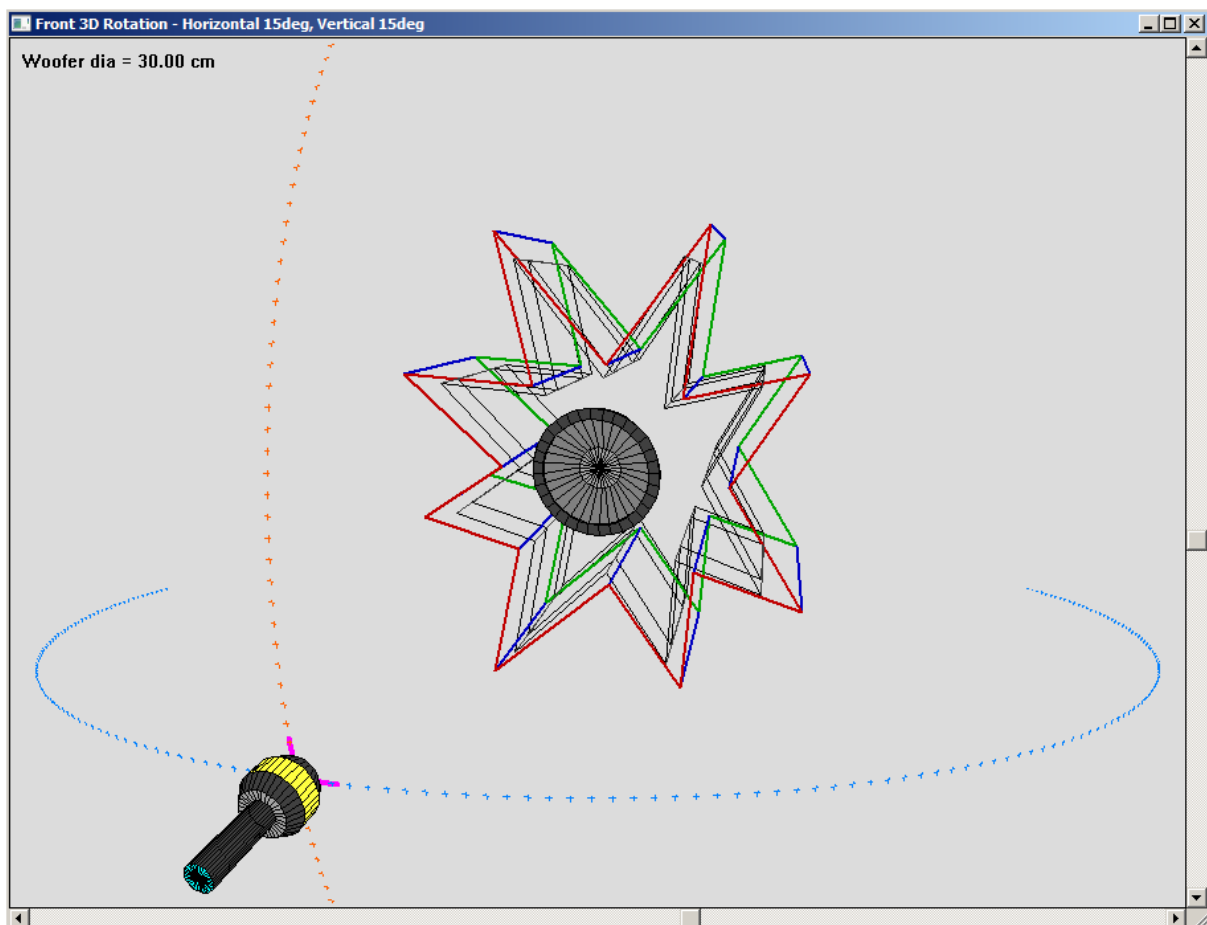 Front 3D Rotation - Horizontal 15deg, Vertical 15deg
Woofer dia = 30.00 cm